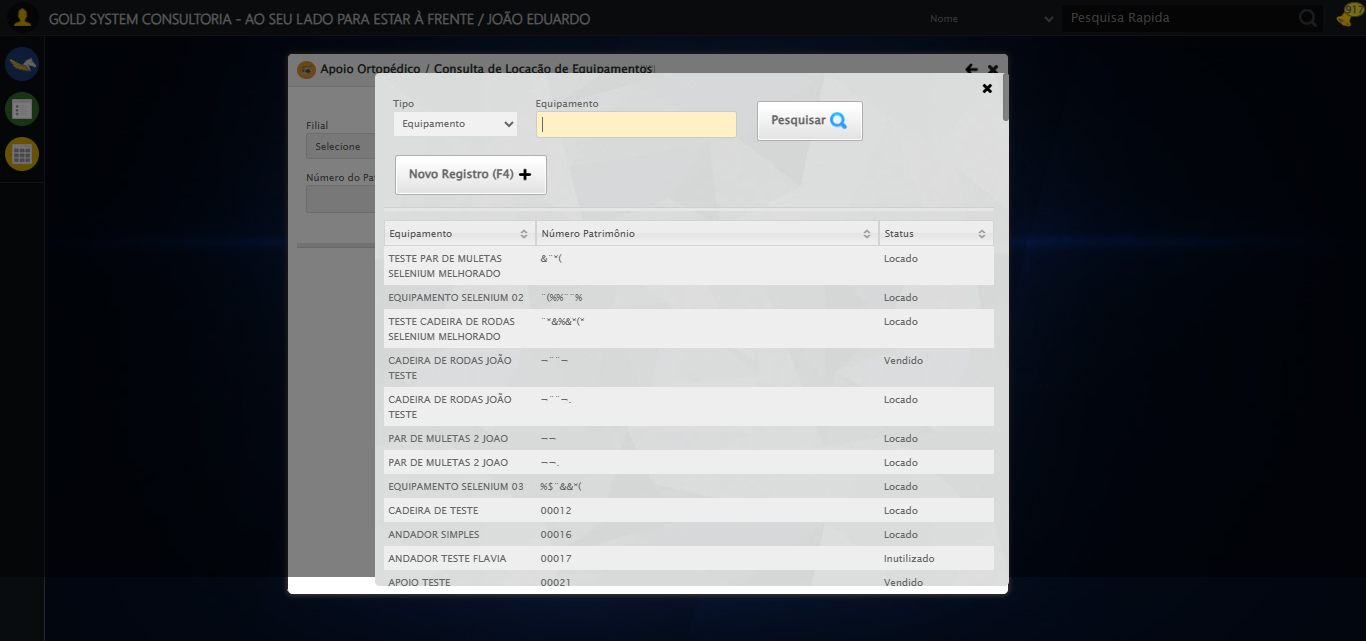 GOLD SYSTEM CONSULTORIA - AO SEU LADO PARA ESTAR À FRENTE / JOÃO EDUARDO
Nome
Pesquisa Rapida
917
Apoio Ortopédico / Consulta de Locação de Equipamentos
Filial
Selecione
Número do Pat
Tipo
Equipamento
Equipamento
Pesquisar
Novo Registro (F4)
Equipamento Número Patrimônio Status
TESTE PAR DE MULETAS &¨*( Locado
SELENIUM MELHORADO
EQUIPAMENTO SELENIUM 02 ¨(%%¨¨% Locado
TESTE CADEIRA DE RODAS ¨*&%&*(* Locado
SELENIUM MELHORADO
CADEIRA DE RODAS JOÃO ¬¨¨¬ Vendido
TESTE
CADEIRA DE RODAS JOÃO ¬¨¨¬. Locado
TESTE
PAR DE MULETAS 2 JOAO ¬¬ Locado
PAR DE MULETAS 2 JOAO ¬¬. Locado
EQUIPAMENTO SELENIUM 03 %$¨&&*( Locado
CADEIRA DE TESTE 00012 Locado
ANDADOR SIMPLES 00016 Locado
ANDADOR TESTE FLAVIA 00017 Inutilizado
APOIO TESTE 00021 Vendido